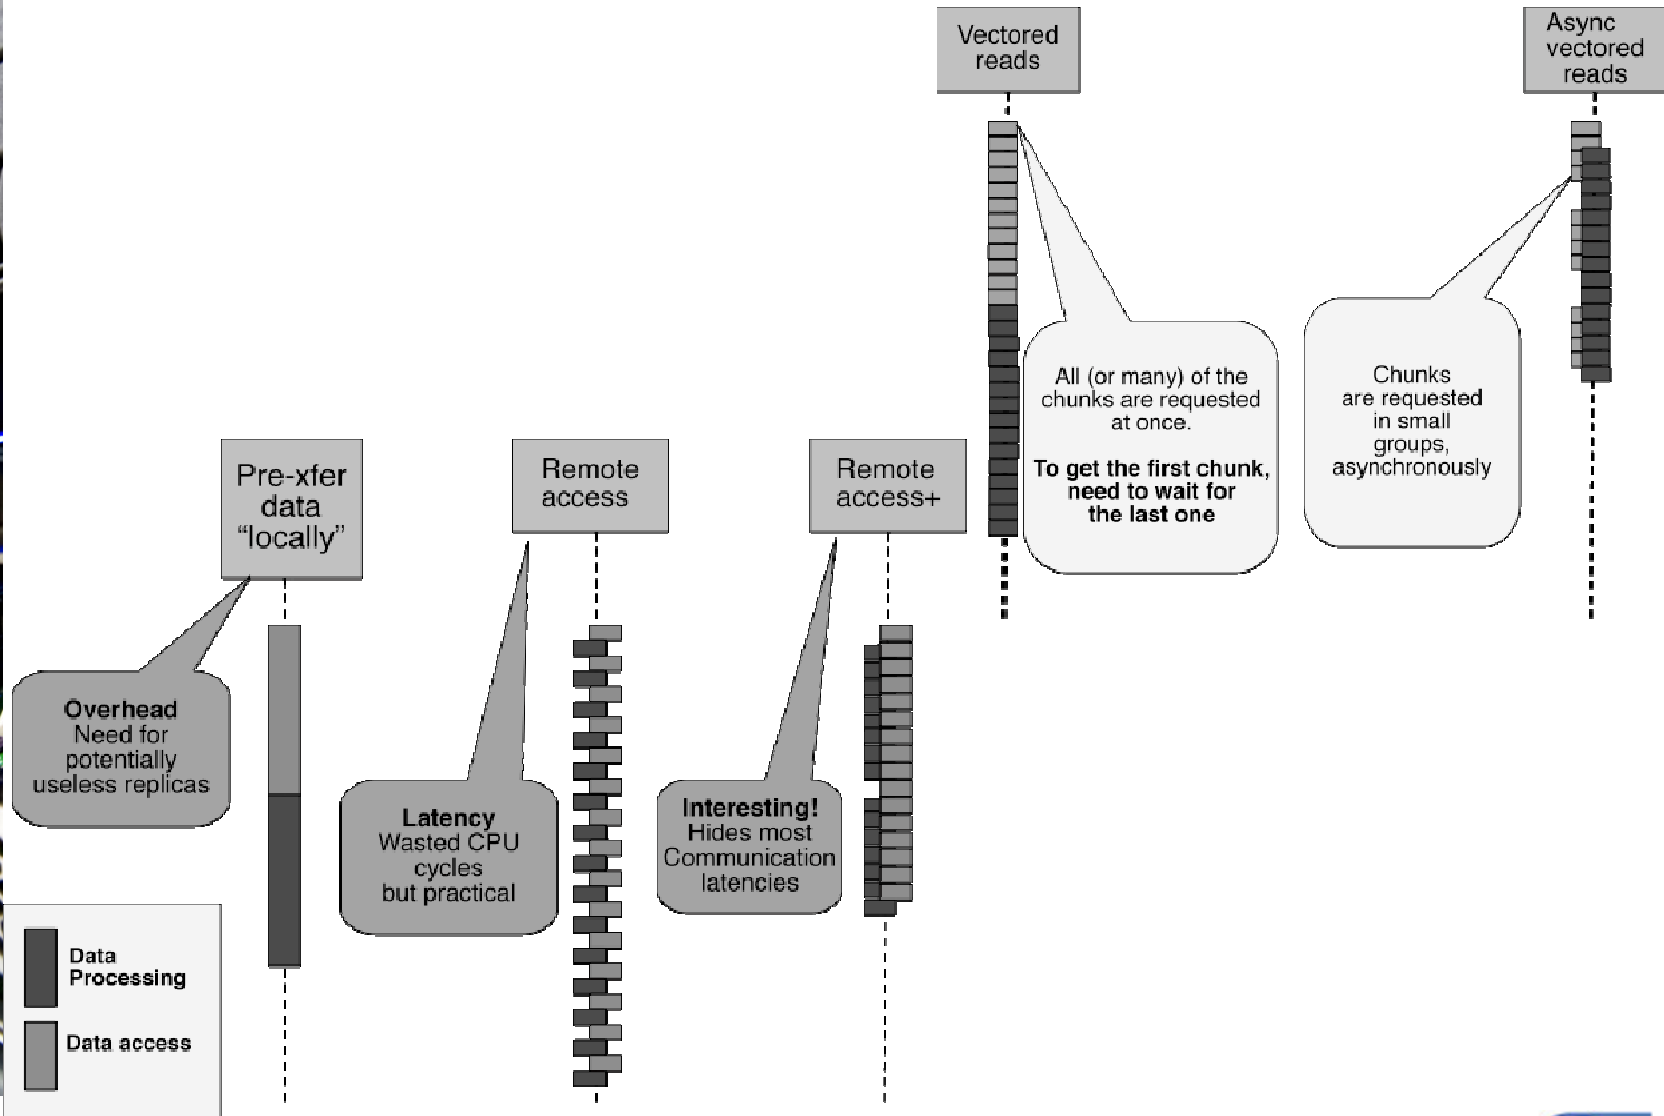 Vectored
reads
Async
vectored
reads
All (or many) of the
chunks are requested
at once.
To get the first chunk,
need to wait for
the last one
Chunks
are requested
in small
groups,
asynchronously
Pre-xfer
data
“locally”
Remote
access
Remote
access+
Overhead
Need for
potentially
useless replicas
Latency
Wasted CPU
cycles
but practical
Interesting!
Hides most
Communication
latencies
Data
Processing
Data access